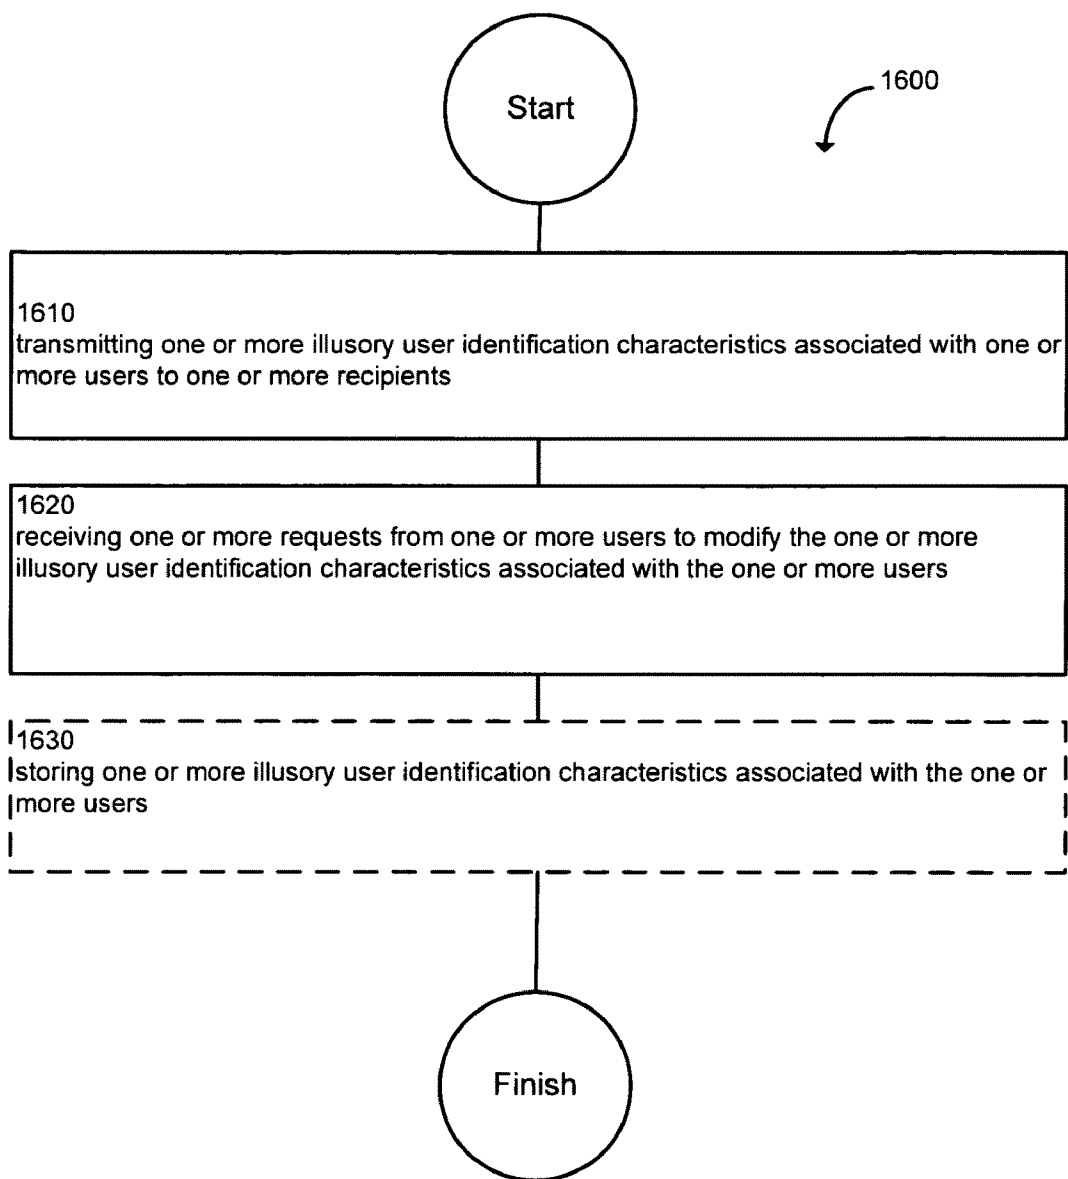 Start
1600
1610
transmitting one or more illusory user identification characteristics associated with one or
more users to one or more recipients
1620
receiving one or more requests from one or more users to modify the one or more
illusory user identification characteristics associated with the one or more users
1630
storing one or more illusory user identification characteristics associated with the one or
more users
Finish